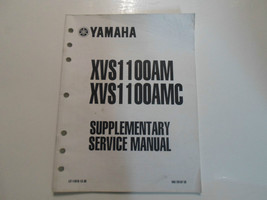 YAMAHA
XVS1100AM
XVS1100AMC
SUPPLEMENTARY
SERVICE MANUAL